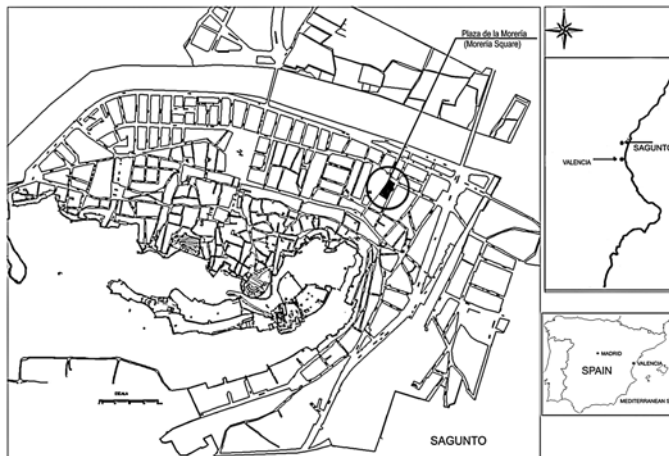 Plaza de la Morería
(Morería Square)
SAGUNTO
VALENCIA
MADRID
VALENCIA
SPAIN
MEDITERRANEAN S
SAGUNTO